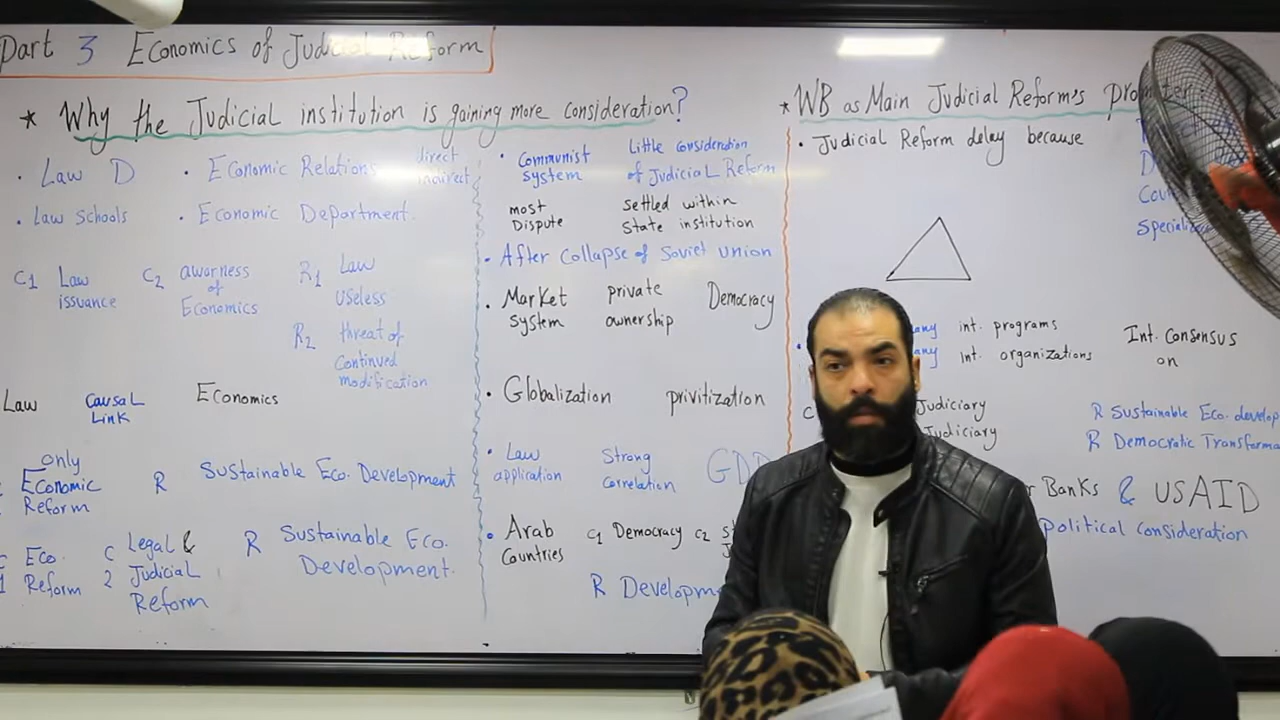 Part 3 Economics of Judicial Reform
* Why the Judicial institution is gaining more consideration?
. Law D . Economic Relations direct
indirect
. Law Schools . Economic Department.
C1 Law
issuance
C2 awarness
of
Economics
R1 Law
useless
R2 threat of
Continued
modification
Law Causal
Link
Economics
only
Economic
Reform
R Sustainable Eco. Development
C Eco.
1 Reform
C Legal &
2 Judicial
Reform
R Sustainable Eco.
Development.
. Communist
system
Little consideration
of Judicial Reform
most
Dispute
settled within
State institution
. After collapse of Soviet union
. Market
system
private
ownership
Democracy
. Globalization privitization
. Law
application
Strong
correlation
. Arab
Countries
C1 Democracy C2
R
* WB as Main Judicial Reform's
. Judicial Reform delay because
int. programs
int. organizations
Int. Consensus
on
Judiciary
Judiciary
R Sustainable Eco.
R Democratic
Banks & USAID
political consideration